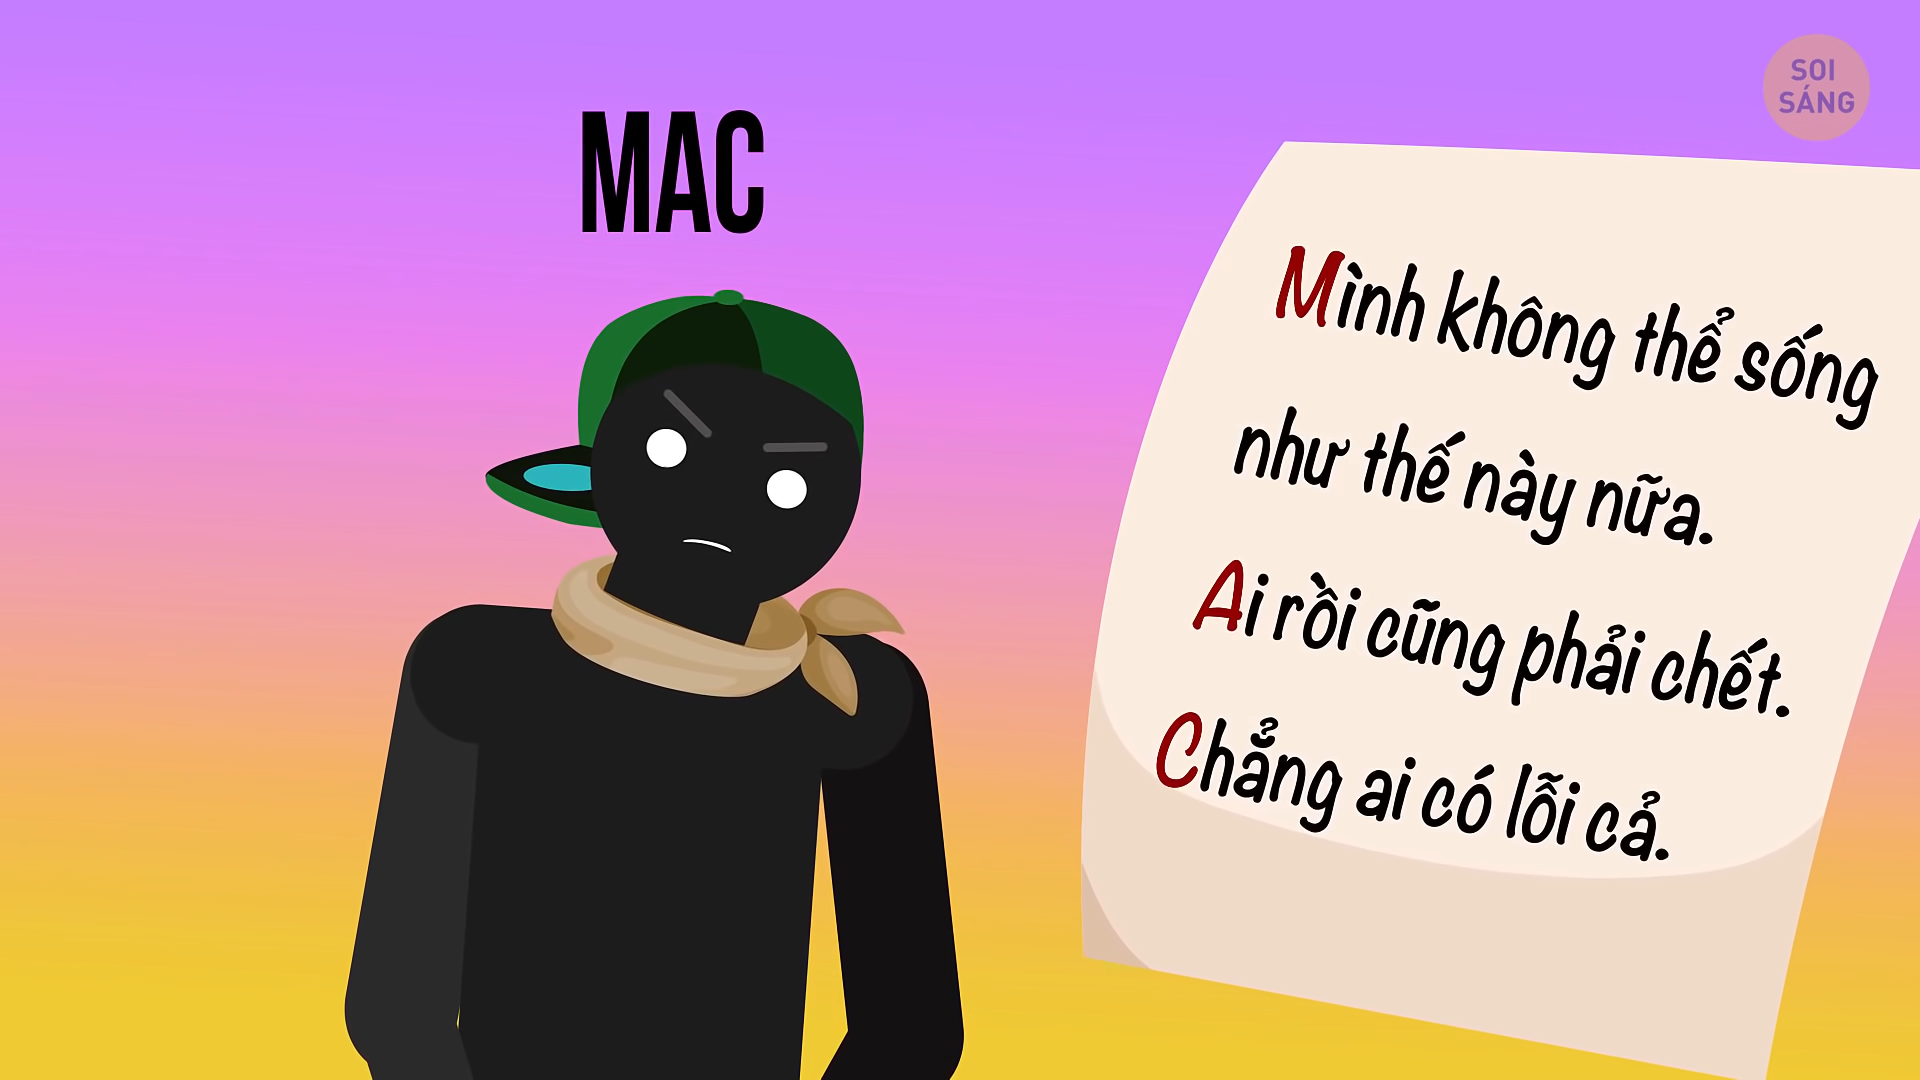 SOI
SÁNG
MAC
Mình không thể sống
như thế này nữa.
Ai rồi cũng phải chết.
Chẳng ai có lỗi cả.